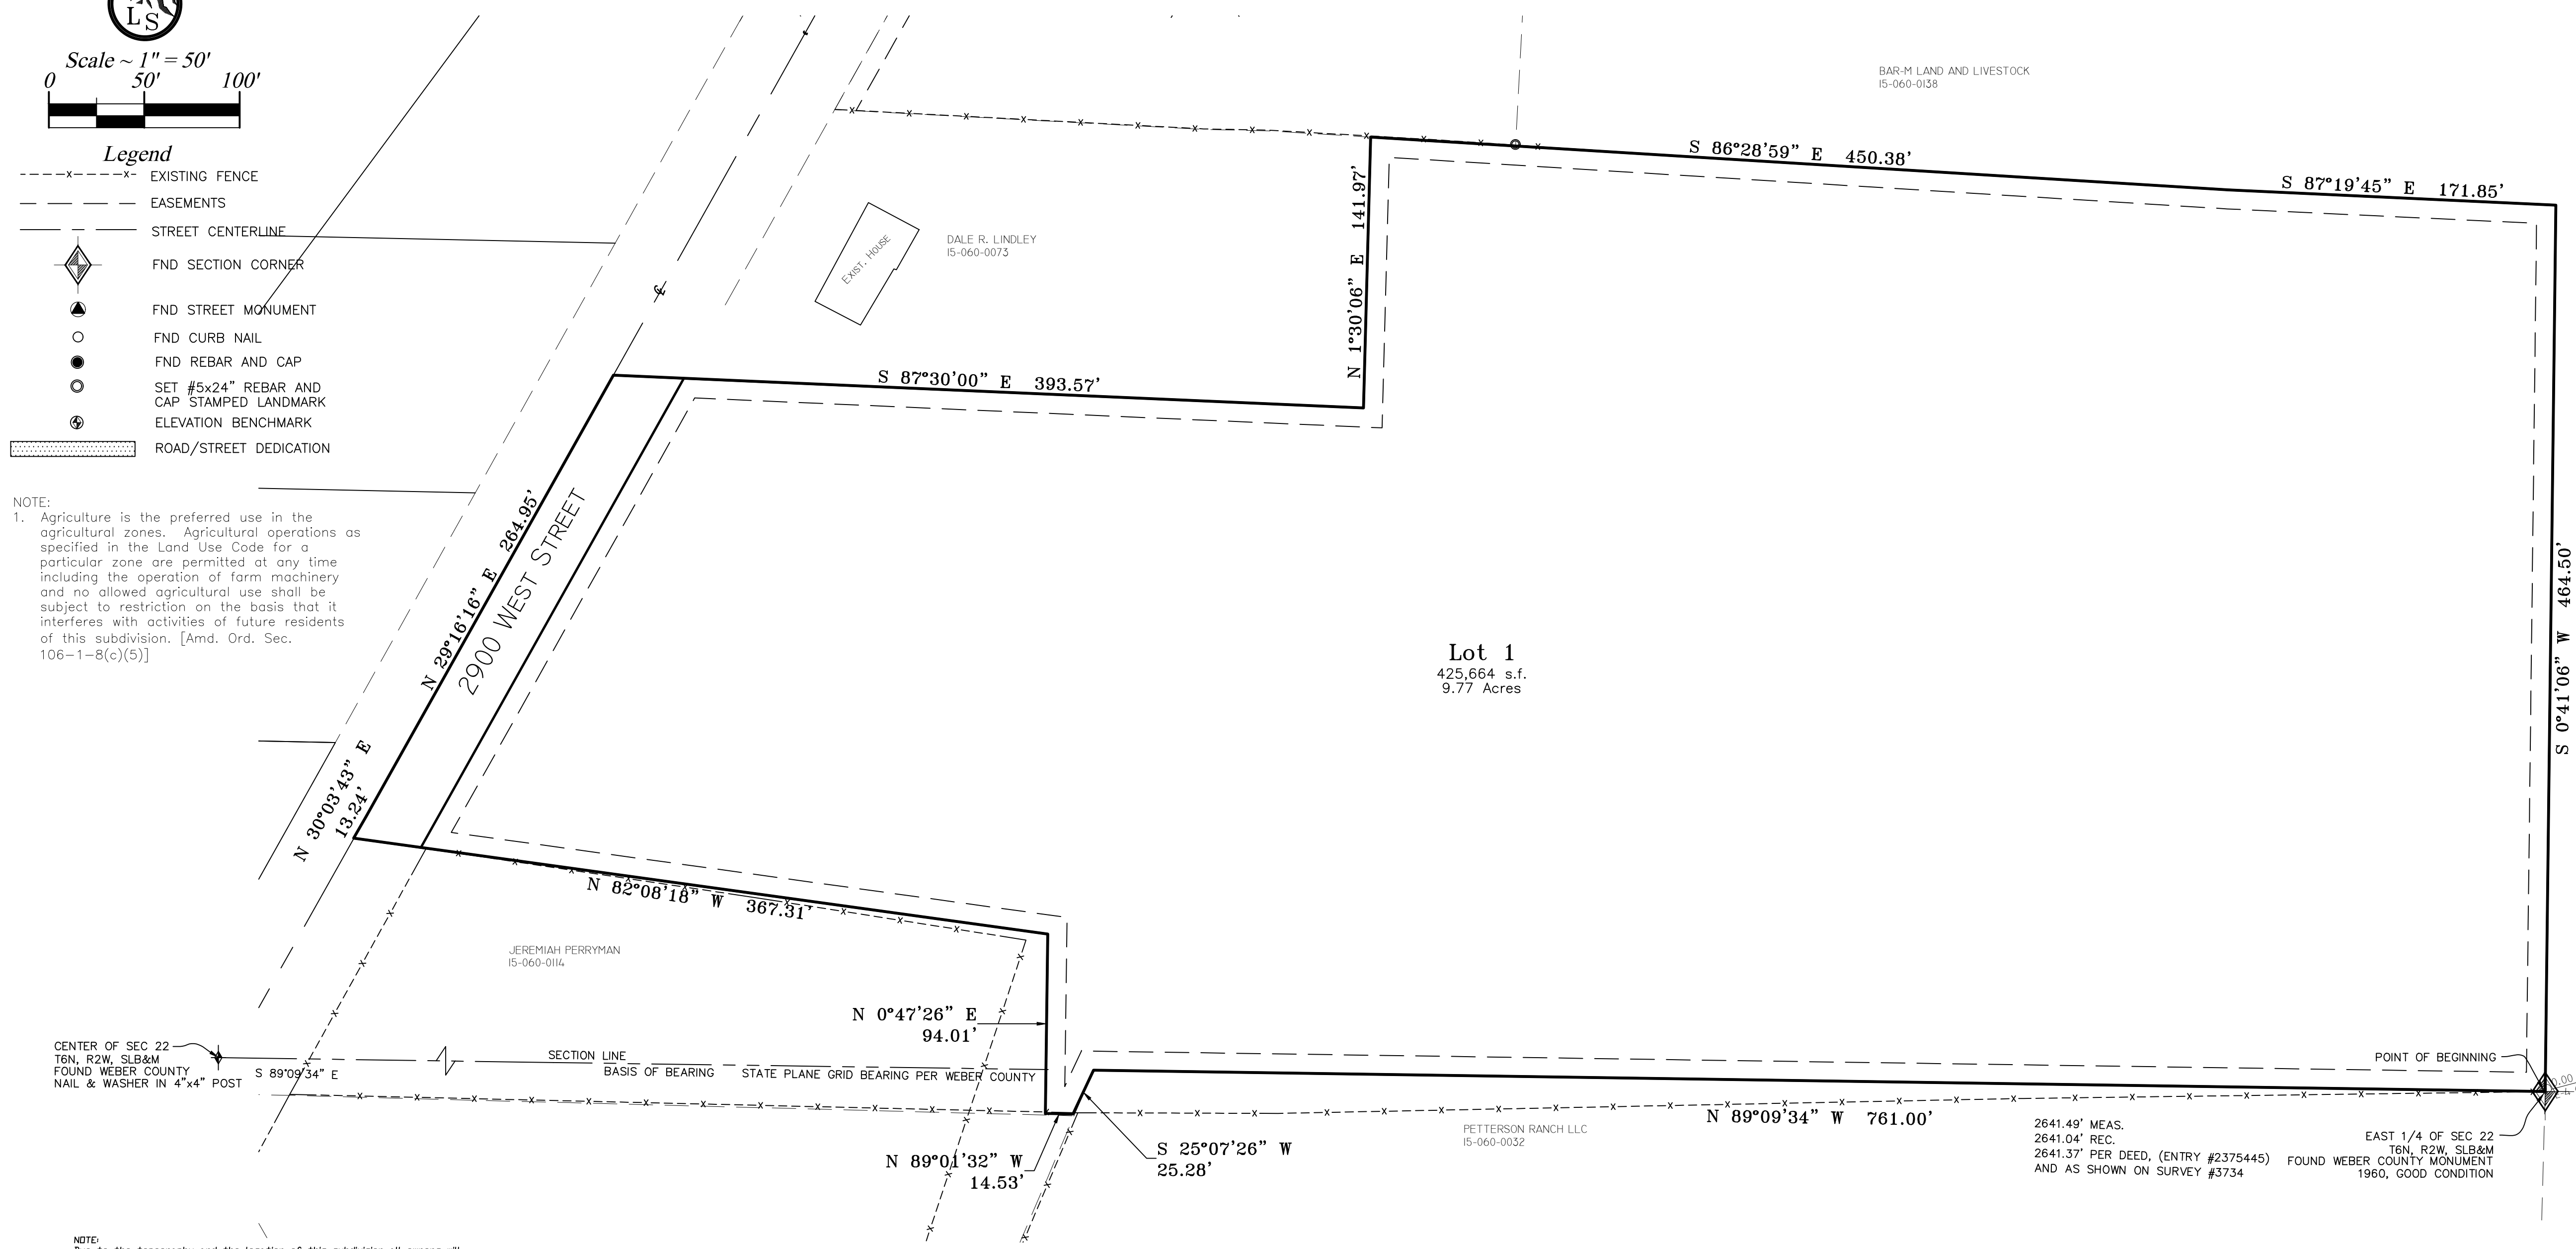 L S
Scale ~ 1" = 50'
0 50' 100'
Legend
EXISTING FENCE
EASEMENTS
STREET CENTERLINE
FND SECTION CORNER
FND STREET MONUMENT
FND CURB NAIL
FND REBAR AND CAP
SET #5x24" REBAR AND
CAP STAMPED LANDMARK
ELEVATION BENCHMARK
ROAD/STREET DEDICATION
NOTE:
1. Agriculture is the preferred use in the
agricultural zones. Agricultural operations as
specified in the Land Use Code for a
particular zone are permitted at any time
including the operation of farm machinery
and no allowed agricultural use shall be
subject to restriction on the basis that it
interferes with activities of future residents
of this subdivision. [Amd. Ord. Sec.
106-1-8(c)(5)]
BAR-M LAND AND LIVESTOCK
15-060-0138
S 86°28'59" E 450.38'
S 87°19'45" E 171.85'
N 1°30'06" E 141.97'
DALE R. LINDLEY
15-060-0073
EXIST. HOUSE
S 87°30'00" E 393.57'
N 29°16'16" E 264.95'
2900 WEST STREET
N 30°03'43" E
13.24'
Lot 1
425,664 s.f.
9.77 Acres
S 0°41'06" W 464.50'
N 82°08'18" W 367.31'
JEREMIAH PERRYMAN
15-060-0114
N 0°47'26" E
94.01'
CENTER OF SEC 22
T6N, R2W, SLB&M
FOUND WEBER COUNTY
NAIL & WASHER IN 4"x4" POST
S 89°09'34" E
SECTION LINE
BASIS OF BEARING STATE PLANE GRID BEARING PER WEBER COUNTY
POINT OF BEGINNING
N 89°09'34" W 761.00'
PETTERSON RANCH LLC
15-060-0032
S 25°07'26" W
25.28'
N 89°01'32" W
14.53'
2641.49' MEAS.
2641.04' REC.
2641.37' PER DEED, (ENTRY #2375445)
AND AS SHOWN ON SURVEY #3734
EAST 1/4 OF SEC 22
T6N, R2W, SLB&M
FOUND WEBER COUNTY MONUMENT
1960, GOOD CONDITION
NOTE: